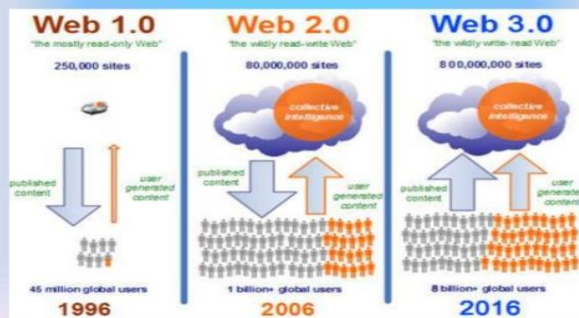 Web 1.0
"the mostly read-only Web"
250,000 sites
published
content
user
generated
content
45 million global users
1996
Web 2.0
"the wildly read-write Web"
80,000,000 sites
collective
intelligence
published
content
user
generated
content
1 billion+ global users
2006
Web 3.0
"the wildly write- read Web"
800,000,000 sites
collective
intelligence
published
content
user
generated
content
8 billion+ global users
2016